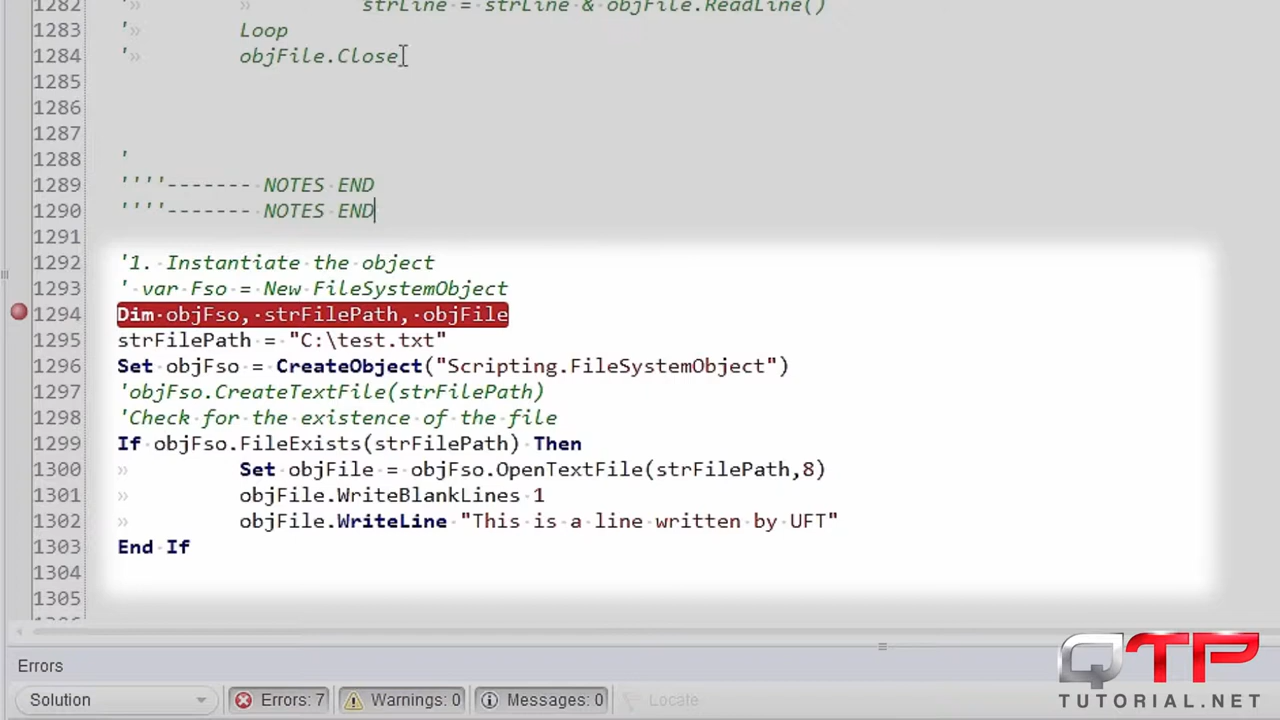 1282 '» » strLine = strLine & objFile.ReadLine()
1283 '» Loop
1284 '» objFile.Close
1285
1286
1287
1288 '
1289 ''''------- NOTES END
1290 ''''------- NOTES END
1291
1292 '1. Instantiate the object
1293 ' var Fso = New FileSystemObject
1294 Dim objFso, strFilePath, objFile
1295 strFilePath = "C:\test.txt"
1296 Set objFso = CreateObject("Scripting.FileSystemObject")
1297 'objFso.CreateTextFile(strFilePath)
1298 'Check for the existence of the file
1299 If objFso.FileExists(strFilePath) Then
1300 » Set objFile = objFso.OpenTextFile(strFilePath,8)
1301 » objFile.WriteBlankLines 1
1302 » objFile.WriteLine "This is a line written by UFT"
1303 End If
1304
1305
Errors
Solution Errors: 7 Warnings: 0 Messages: 0 Locate
QTP
TUTORIAL.NET